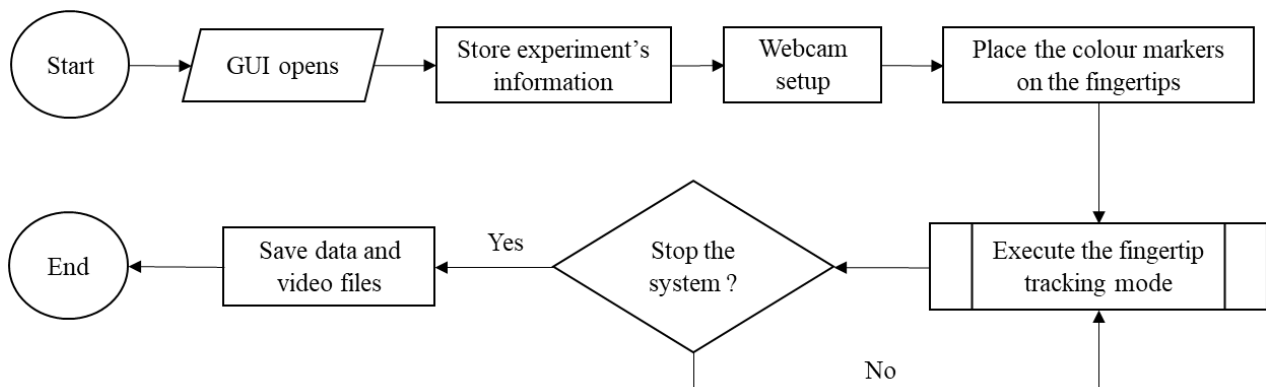 Start
GUI opens
Store experiment’s
information
Webcam
setup
Place the colour markers
on the fingertips
End
Save data and
video files
Yes
Stop the
system ?
Execute the fingertip
tracking mode
No